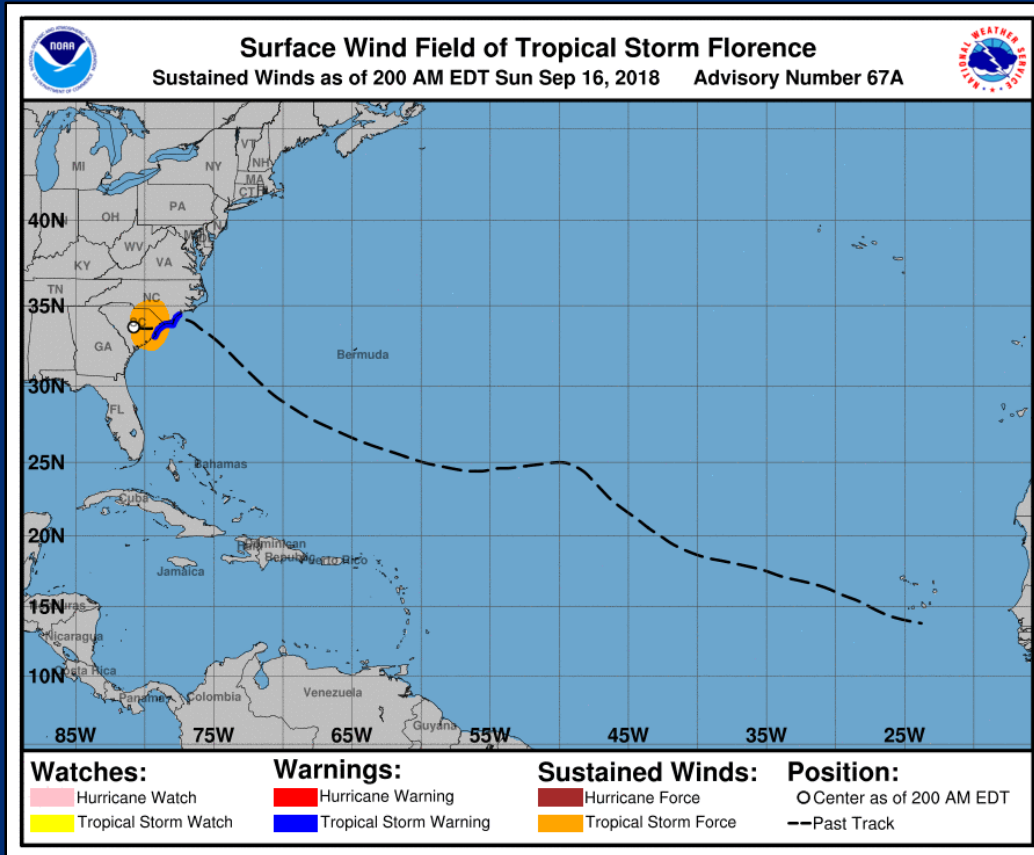 NOAA
Surface Wind Field of Tropical Storm Florence
Sustained Winds as of 200 AM EDT Sun Sep 16, 2018 Advisory Number 67A
NATIONAL WEATHER SERVICE
VT
MI
NY
NH
MA
CT
PA
40N
OH
WV
KY
VA
TN
35N
NC
SC
GA
Bermuda
30N
FL
25N
Bahamas
Cuba
20N
Dominican
Republic
Puerto Rico
Jamaica
15N
Nicaragua
Costa Rica
10N
Panama
Colombia
Venezuela
Guyana
85W 75W 65W 55W 45W 35W 25W
Watches: Warnings: Sustained Winds: Position:
Hurricane Watch Hurricane Warning Hurricane Force Center as of 200 AM EDT
Tropical Storm Watch Tropical Storm Warning Tropical Storm Force Past Track